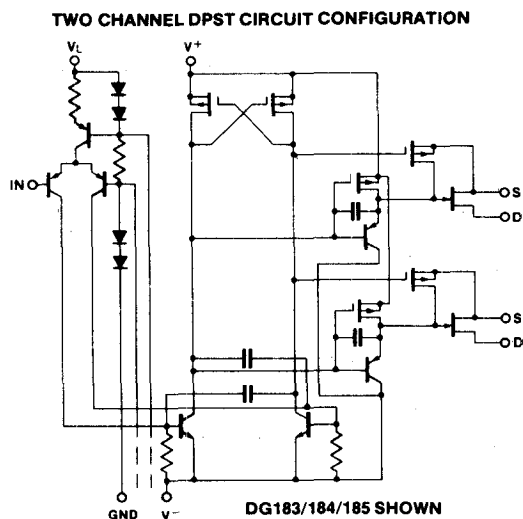 TWO CHANNEL DPST CIRCUIT CONFIGURATION
VL
V+
IN
S
D
S
D
GND
V−
DG183/184/185 SHOWN